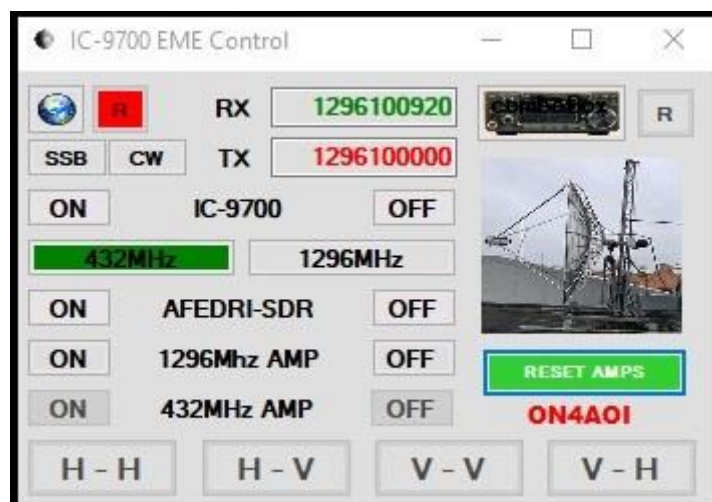 IC-9700 EME Control
R RX 1296100920 R
SSB CW TX 1296100000
ON IC-9700 OFF
432MHz 1296MHz
ON AFEDRI-SDR OFF
ON 1296Mhz AMP OFF
RESET AMPS
ON 432MHz AMP OFF
ON4AOI
H - H H - V V - V V - H